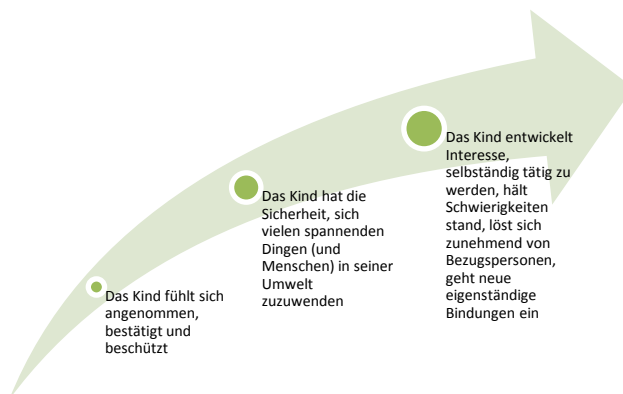 Das Kind fühlt sich
angenommen,
bestätigt und
beschützt
Das Kind hat die
Sicherheit, sich
vielen spannenden
Dingen (und
Menschen) in seiner
Umwelt
zuzuwenden
Das Kind entwickelt
Interesse,
selbständig tätig zu
werden, hält
Schwierigkeiten
stand, löst sich
zunehmend von
Bezugspersonen,
geht neue
eigenständige
Bindungen ein